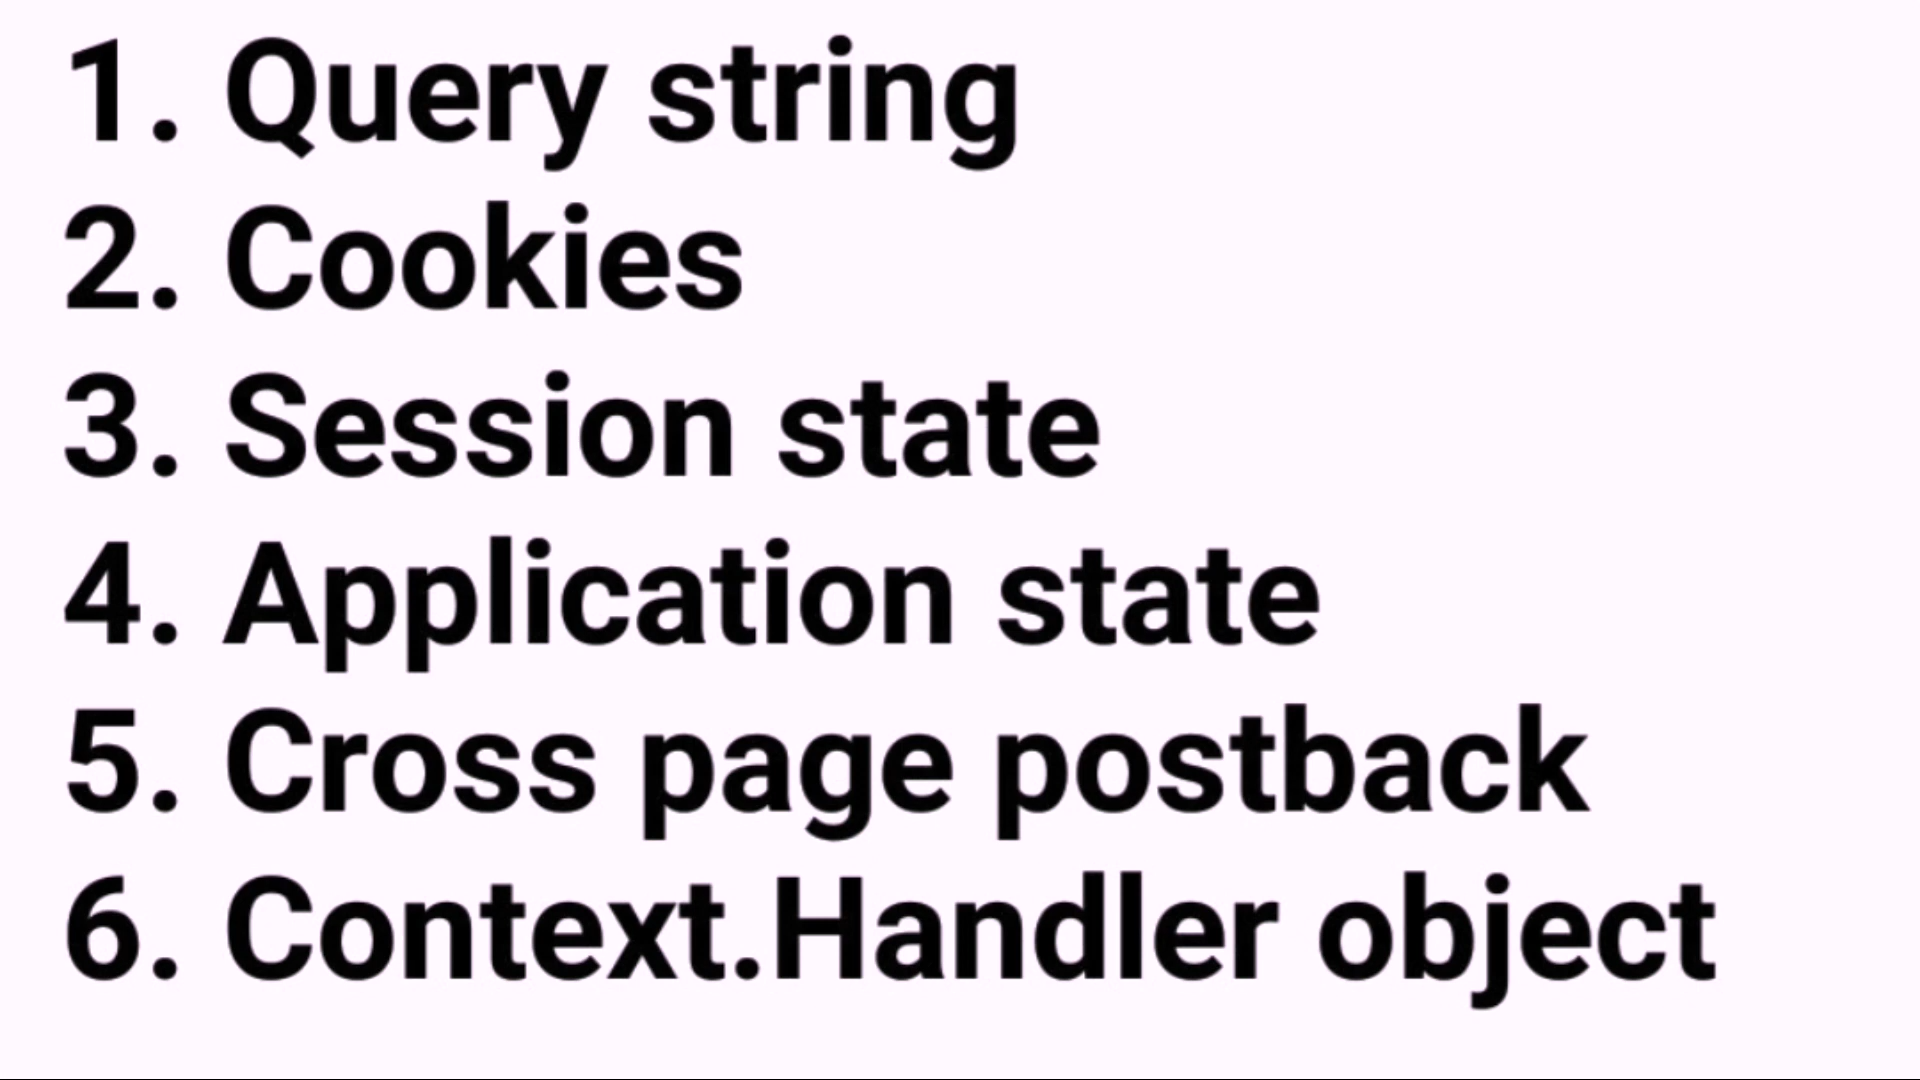 1. Query string
2. Cookies
3. Session state
4. Application state
5. Cross page postback
6. Context.Handler object